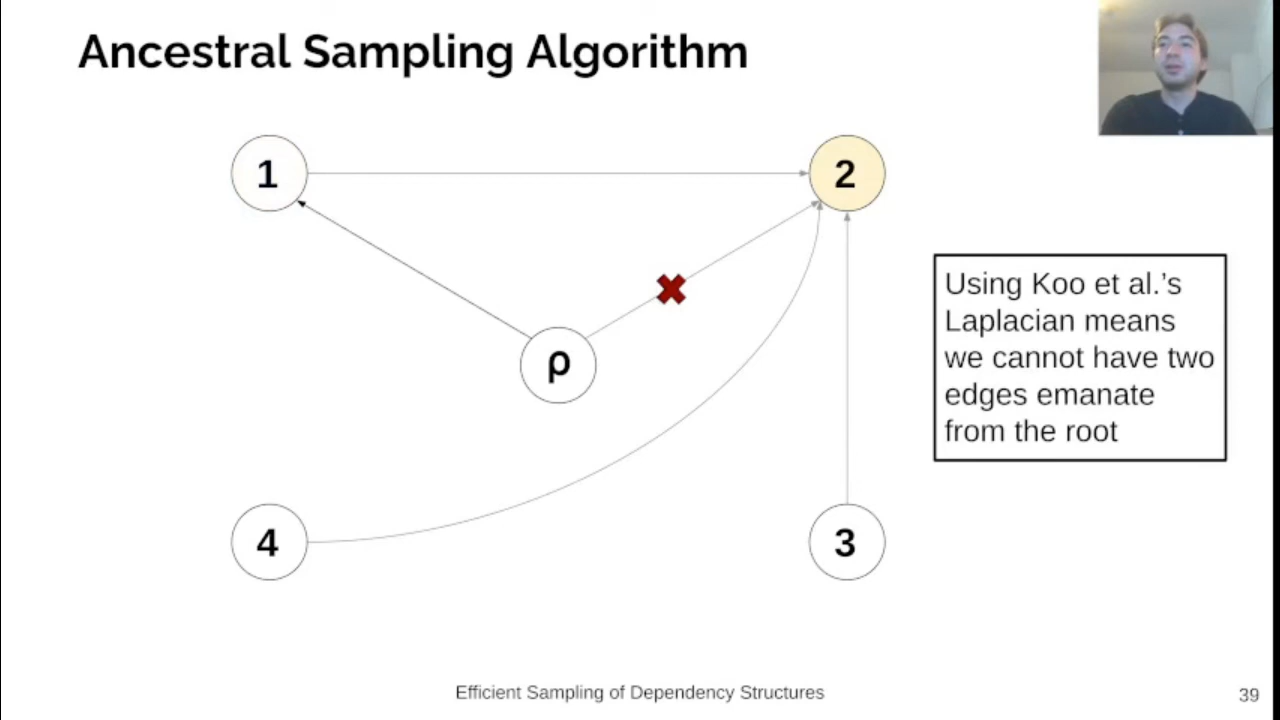 Ancestral Sampling Algorithm
1
2
ρ
Using Koo et al.’s
Laplacian means
we cannot have two
edges emanate
from the root
4
3
Efficient Sampling of Dependency Structures
39